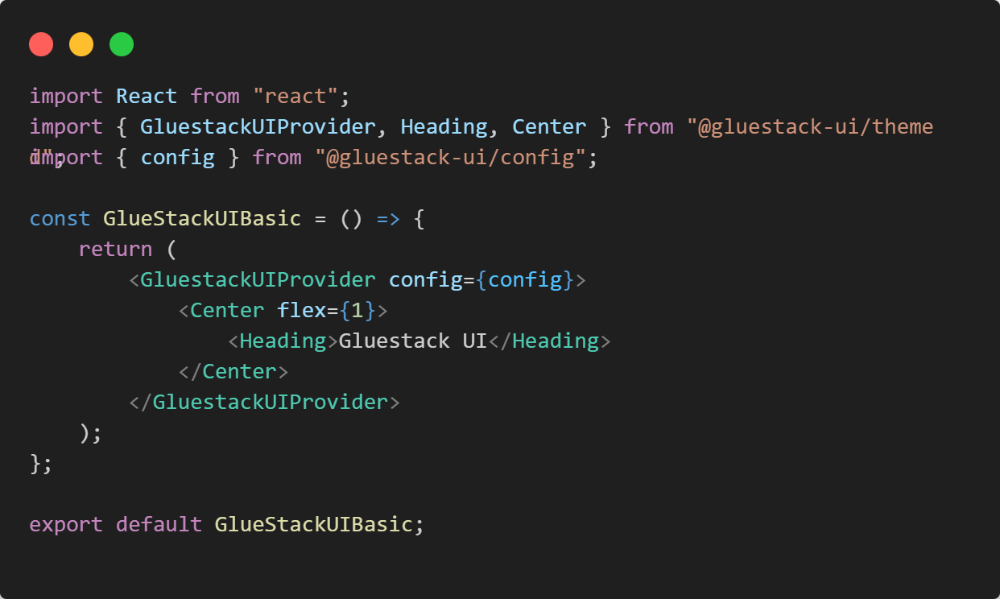 import React from "react";
import { GluestackUIProvider, Heading, Center } from "@gluestack-ui/theme
d";
import { config } from "@gluestack-ui/config";
const GlueStackUIBasic = () => {
    return (
        <GluestackUIProvider config={config}>
            <Center flex={1}>
                <Heading>Gluestack UI</Heading>
            </Center>
        </GluestackUIProvider>
    );
};
export default GlueStackUIBasic;